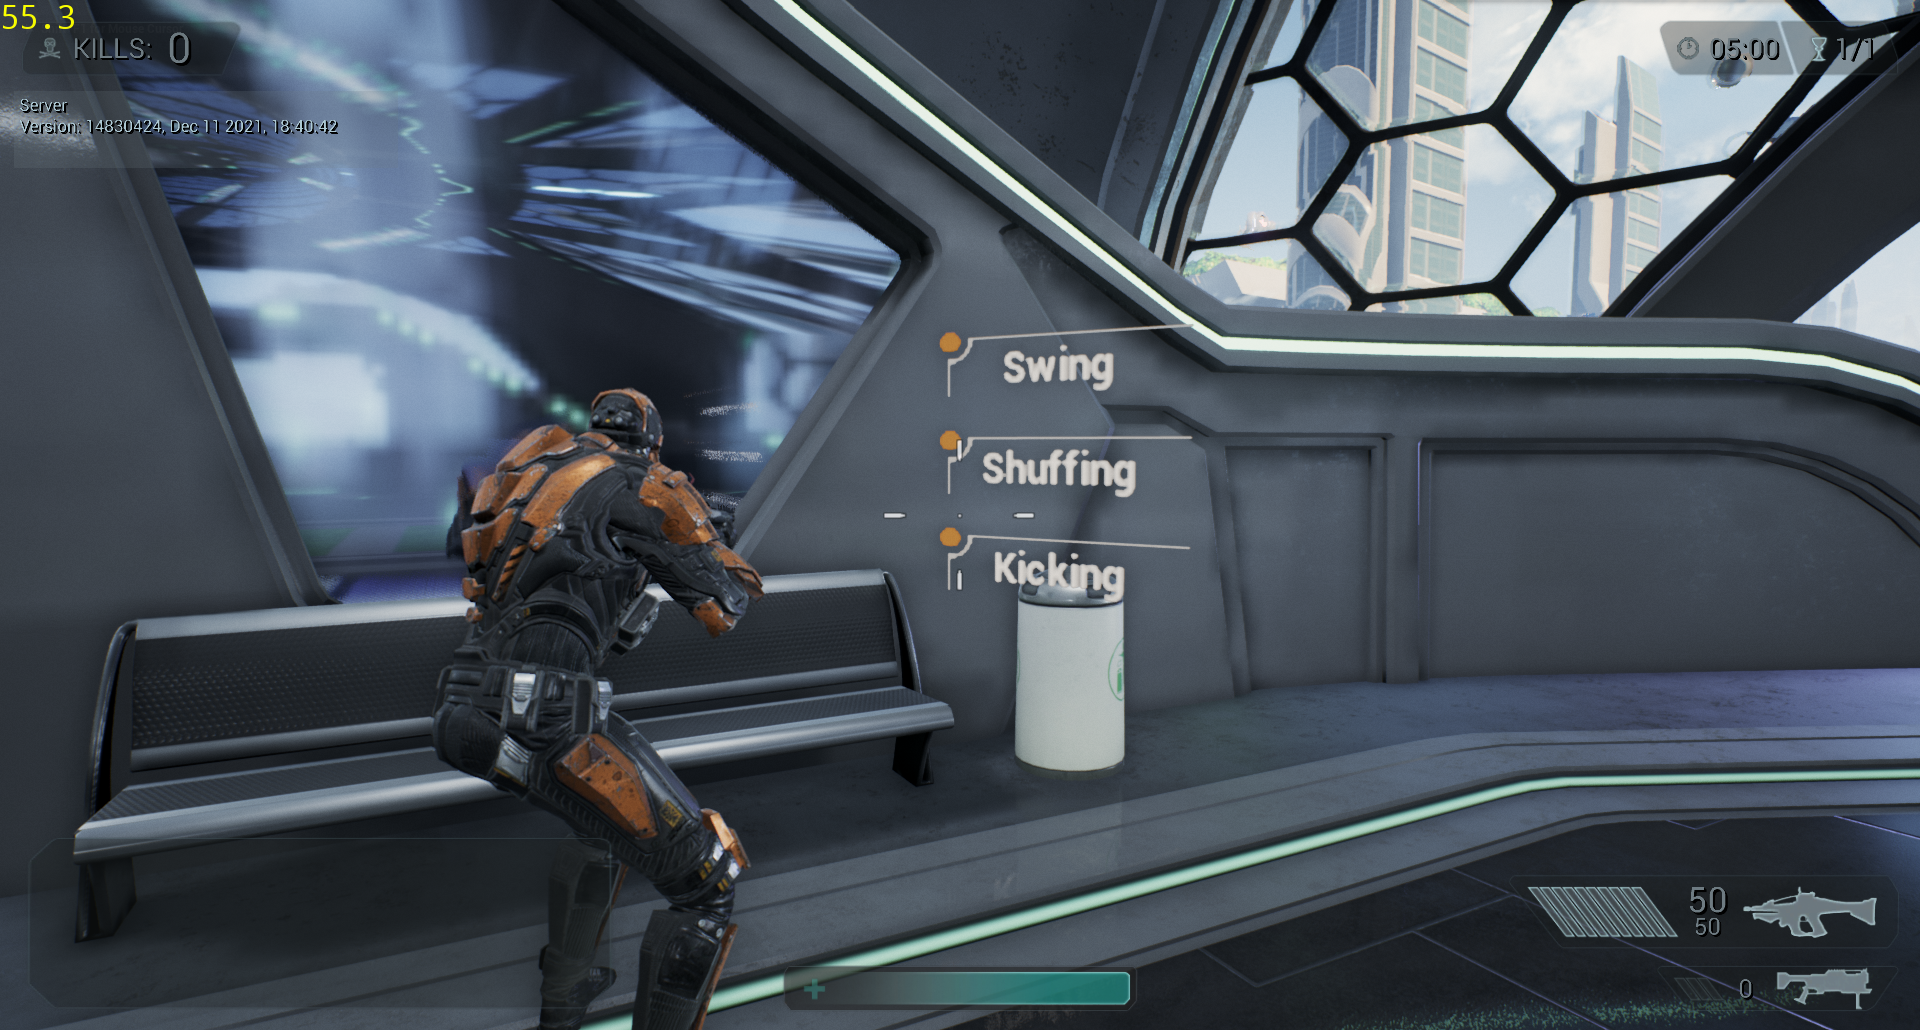 55.3
KILLS: 0
05:00
1/1
Server
Version: 14830424, Dec 11 2021, 18:40:42
Swing
Shuffing
Kicking
50
50
0